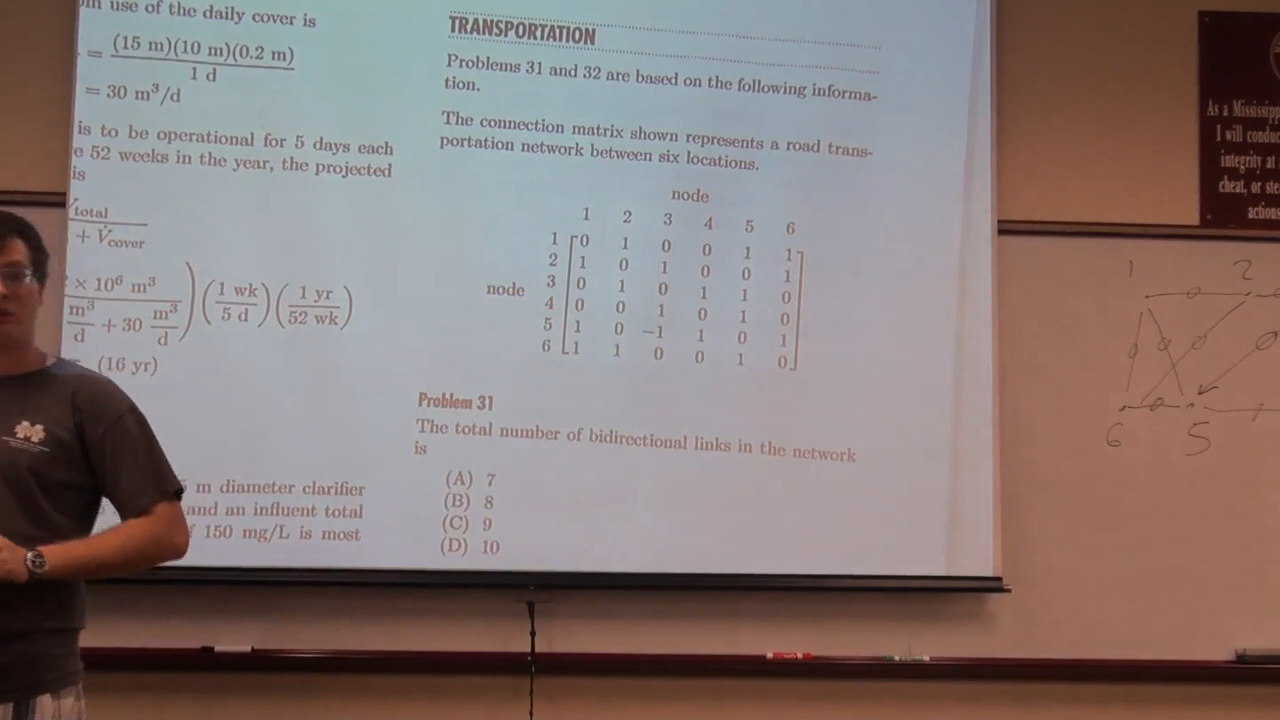 use of the daily cover is
= (15 m)(10 m)(0.2 m)
1 d
= 30 m³/d
is to be operational for 5 days each
e 52 weeks in the year, the projected
is
V total
+ V̇cover
× 10⁶ m³
m³/d + 30 m³/d
) (1 wk / 5 d) (1 yr / 52 wk)
(16 yr)
m diameter clarifier
and an influent total
150 mg/L is most
TRANSPORTATION
Problems 31 and 32 are based on the following informa-
tion.
The connection matrix shown represents a road trans-
portation network between six locations.
node
1 2 3 4 5 6
1 0 1 0 0 1 1
2 1 0 1 0 0 1
node 3 0 1 0 1 1 0
4 0 0 1 0 1 0
5 1 0 −1 1 0 1
6 1 1 0 0 1 0
Problem 31
The total number of bidirectional links in the network
is
(A) 7
(B) 8
(C) 9
(D) 10
As a Mississipp
I will condu
integrity at
cheat, or ste
action
1 2
6 5